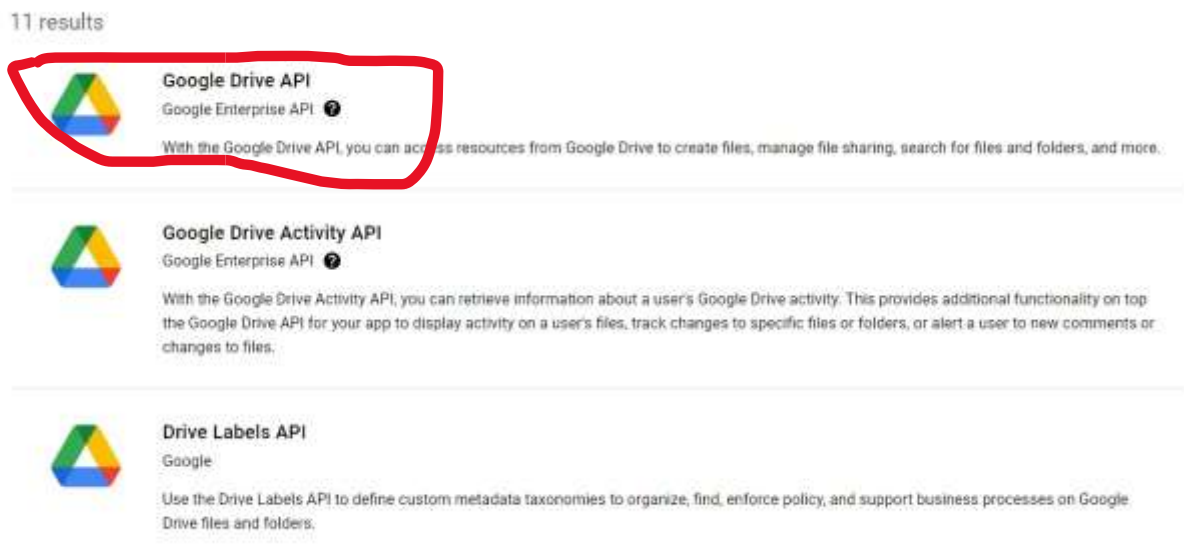 11 results
Google Drive API
Google Enterprise API
With the Google Drive API, you can access resources from Google Drive to create files, manage file sharing, search for files and folders, and more.
Google Drive Activity API
Google Enterprise API
With the Google Drive Activity API, you can retrieve information about a user's Google Drive activity. This provides additional functionality on top
the Google Drive API for your app to display activity on a user's files, track changes to specific files or folders, or alert a user to new comments or
changes to files.
Drive Labels API
Google
Use the Drive Labels API to define custom metadata taxonomies to organize, find, enforce policy, and support business processes on Google
Drive files and folders.